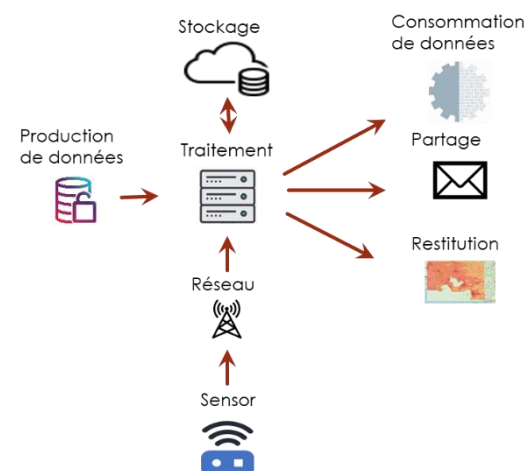 Stockage
Consommation
de données
Production
de données
Traitement
Partage
Restitution
Réseau
Sensor